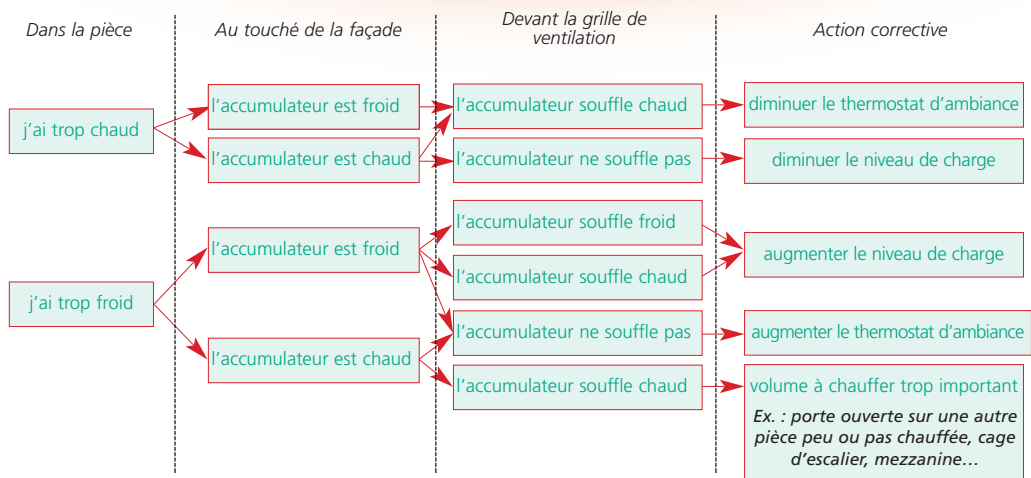 Dans la pièce
Au touché de la façade
Devant la grille de
ventilation
Action corrective
j'ai trop chaud
l'accumulateur est froid
l'accumulateur est chaud
l'accumulateur souffle chaud
l'accumulateur ne souffle pas
diminuer le thermostat d'ambiance
diminuer le niveau de charge
j'ai trop froid
l'accumulateur est froid
l'accumulateur est chaud
l'accumulateur souffle froid
l'accumulateur souffle chaud
l'accumulateur ne souffle pas
l'accumulateur souffle chaud
augmenter le niveau de charge
augmenter le thermostat d'ambiance
volume à chauffer trop important
Ex. : porte ouverte sur une autre
pièce peu ou pas chauffée, cage
d'escalier, mezzanine…